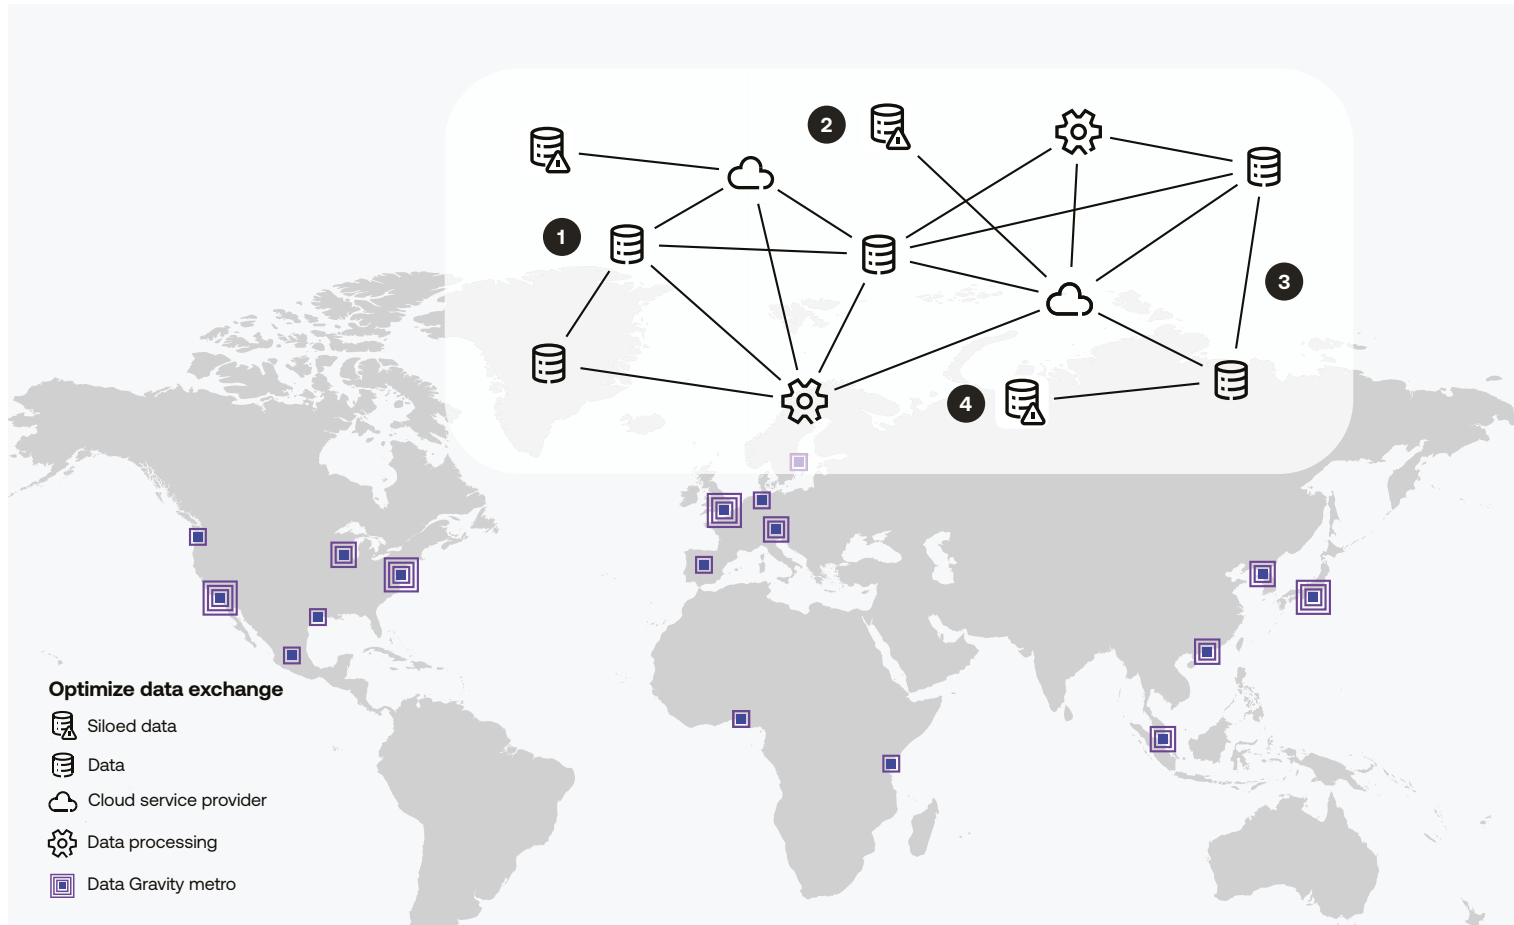 2
1
3
4
Optimize data exchange
Siloed data
Data
Cloud service provider
Data processing
Data Gravity metro